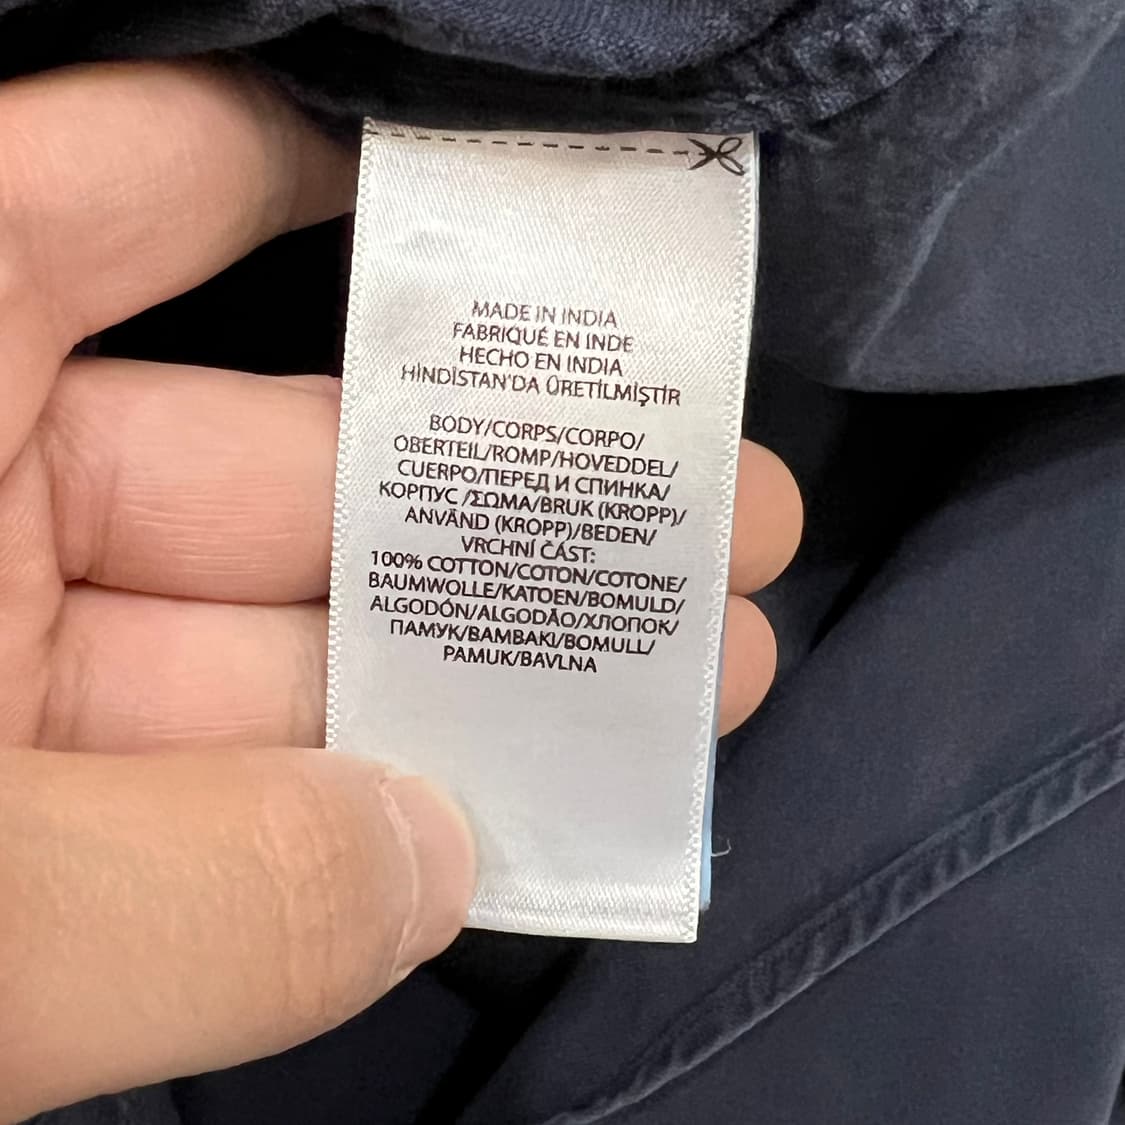 MADE IN INDIA
FABRIQUÉ EN INDE
HECHO EN INDIA
HİNDİSTAN'DA ÜRETİLMİŞTİR
BODY/CORPS/CORPO/
OBERTEIL/ROMP/HOVEDDEL/
CUERPO/ПЕРЕД И СПИНКА/
КОРПУС /ΣΩΜΑ/BRUK (KROPP)/
ANVÄND (KROPP)/BEDEN/
VRCHNÍ ČÁST:
100% COTTON/COTON/COTONE/
BAUMWOLLE/KATOEN/BOMULD/
ALGODÓN/ALGODÃO/ХЛОПОК/
ПАМУК/ΒΑΜΒΑΚΙ/BOMULL/
PAMUK/BAVLNA